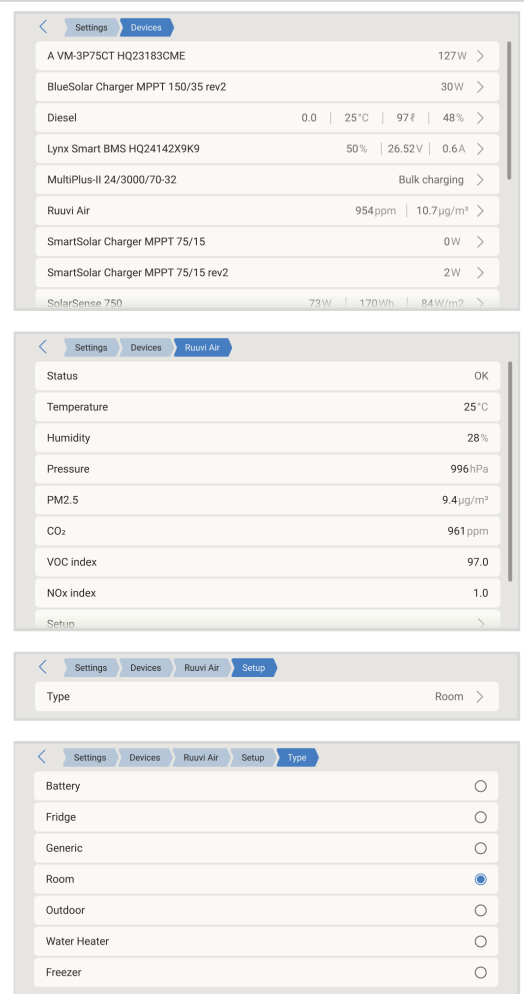 Settings Devices
A VM-3P75CT HQ23183CME 127W
BlueSolar Charger MPPT 150/35 rev2 30W
Diesel 0.0 | 25°C | 97ℓ | 48%
Lynx Smart BMS HQ24142X9K9 50% | 26.52V | 0.6A
MultiPlus-II 24/3000/70-32 Bulk charging
Ruuvi Air 954ppm | 10.7µg/m³
SmartSolar Charger MPPT 75/15 0W
SmartSolar Charger MPPT 75/15 rev2 2W
SolarSense 750 73W | 170Wh | 84W/m2
Settings Devices Ruuvi Air
Status OK
Temperature 25°C
Humidity 28%
Pressure 996hPa
PM2.5 9.4µg/m³
CO₂ 961ppm
VOC index 97.0
NOx index 1.0
Setup
Settings Devices Ruuvi Air Setup
Type Room
Settings Devices Ruuvi Air Setup Type
Battery
Fridge
Generic
Room
Outdoor
Water Heater
Freezer